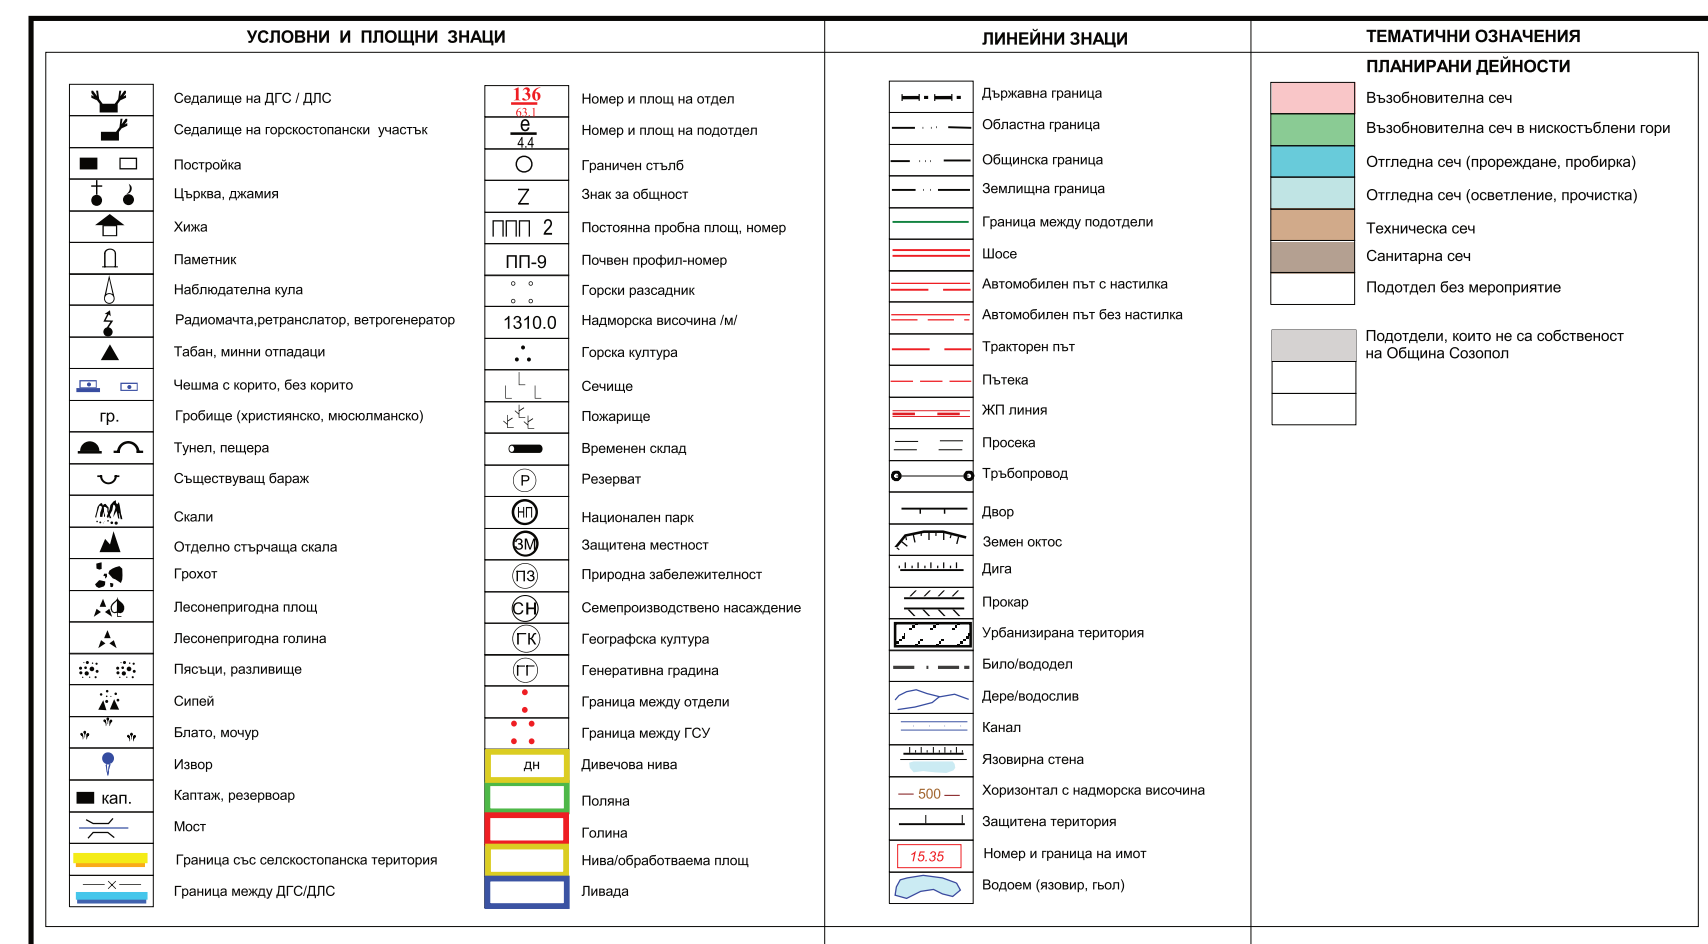 УСЛОВНИ И ПЛОЩНИ ЗНАЦИ
Седалище на ДГС / ДЛС
Седалище на горскостопански участък
Постройка
Църква, джамия
Хижа
Паметник
Наблюдателна кула
Радиомачта,ретранслатор, ветрогенератор
Табан, минни отпадаци
Чешма с корито, без корито
гр. Гробище (християнско, мюсюлманско)
Тунел, пещера
Съществуващ бараж
Скали
Отделно стърчаща скала
Грохот
Лесонепригодна площ
Лесонепригодна голина
Пясъци, разливище
Сипей
Блато, мочур
Извор
кап. Каптаж, резервоар
Мост
Граница със селскостопанска територия
Граница между ДГС/ДЛС
136
63.1
Номер и площ на отдел
е
4.4
Номер и площ на подотдел
Граничен стълб
Z Знак за общност
ППП 2 Постоянна пробна площ, номер
ПП-9 Почвен профил-номер
Горски разсадник
1310.0 Надморска височина /м/
Горска култура
Сечище
Пожарище
Временен склад
Р Резерват
НП Национален парк
ЗМ Защитена местност
ПЗ Природна забележителност
СН Семепроизводствено насаждение
ГК Географска култура
ГГ Генеративна градина
Граница между отдели
Граница между ГСУ
дн Дивечова нива
Поляна
Голина
Нива/обработваема площ
Ливада
ЛИНЕЙНИ ЗНАЦИ
Държавна граница
Областна граница
Общинска граница
Землищна граница
Граница между подотдели
Шосе
Автомобилен път с настилка
Автомобилен път без настилка
Тракторен път
Пътека
ЖП линия
Просека
Тръбопровод
Двор
Земен октос
Дига
Прокар
Урбанизирана територия
Било/вододел
Дере/водослив
Канал
Язовирна стена
500 Хоризонтал с надморска височина
Защитена територия
15.35 Номер и граница на имот
Водоем (язовир, гьол)
ТЕМАТИЧНИ ОЗНАЧЕНИЯ
ПЛАНИРАНИ ДЕЙНОСТИ
Възобновителна сеч
Възобновителна сеч в нискостъблени гори
Отгледна сеч (прореждане, пробирка)
Отгледна сеч (осветление, прочистка)
Техническа сеч
Санитарна сеч
Подотдел без мероприятие
Подотдели, които не са собственост
на Община Созопол